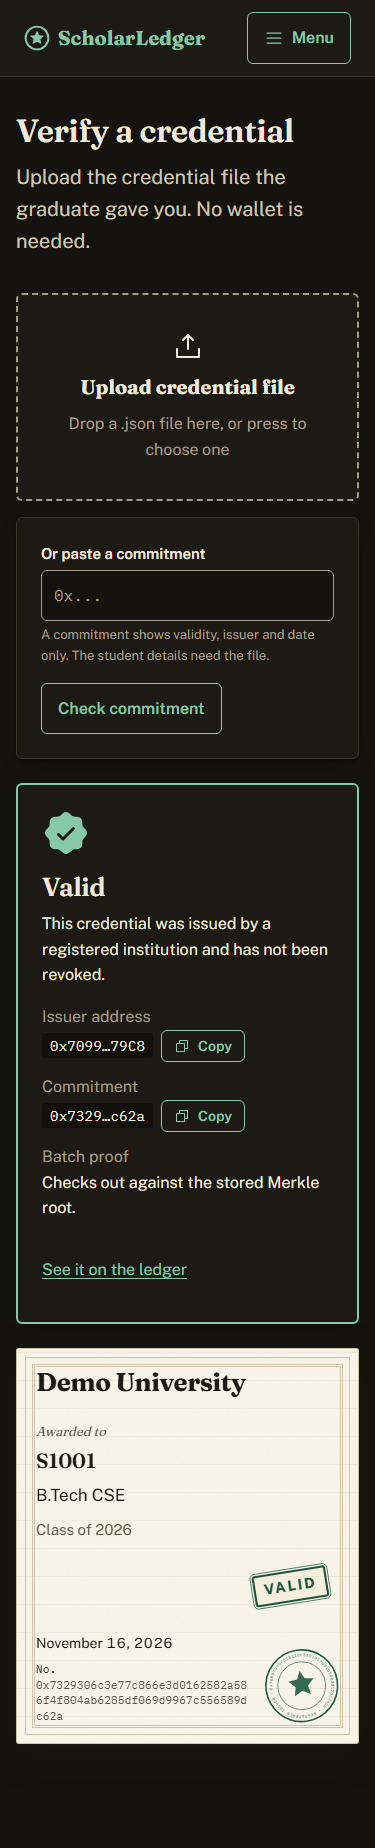 ScholarLedger
Menu
Verify a credential
Upload the credential file the
graduate gave you. No wallet is
needed.
Upload credential file
Drop a .json file here, or press to
choose one
Or paste a commitment
0x...
A commitment shows validity, issuer and date
only. The student details need the file.
Check commitment
Valid
This credential was issued by a
registered institution and has not been
revoked.
Issuer address
0x7099…79C8
Copy
Commitment
0x7329…c62a
Copy
Batch proof
Checks out against the stored Merkle
root.
See it on the ledger
Demo University
Awarded to
S1001
B.Tech CSE
Class of 2026
VALID
November 16, 2026
No.
0x7329306c3e77c866e3d0162582a58
6f4f804ab6285df069d9967c556589d
c62a